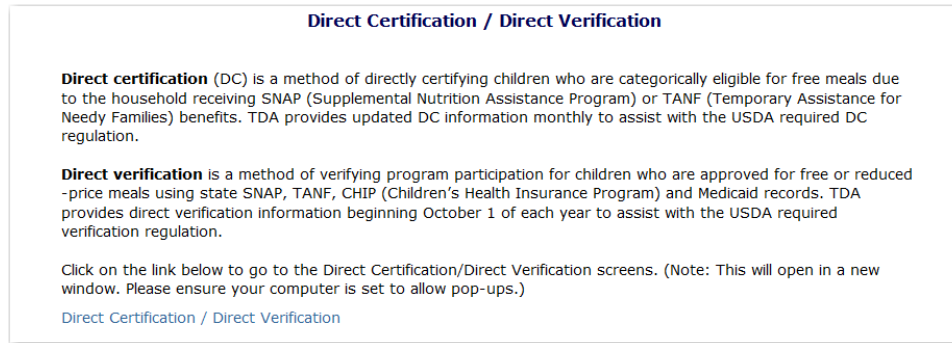 Direct Certification / Direct Verification
Direct certification (DC) is a method of directly certifying children who are categorically eligible for free meals due
to the household receiving SNAP (Supplemental Nutrition Assistance Program) or TANF (Temporary Assistance for
Needy Families) benefits. TDA provides updated DC information monthly to assist with the USDA required DC
regulation.
Direct verification is a method of verifying program participation for children who are approved for free or reduced
-price meals using state SNAP, TANF, CHIP (Children's Health Insurance Program) and Medicaid records. TDA
provides direct verification information beginning October 1 of each year to assist with the USDA required
verification regulation.
Click on the link below to go to the Direct Certification/Direct Verification screens. (Note: This will open in a new
window. Please ensure your computer is set to allow pop-ups.)
Direct Certification / Direct Verification